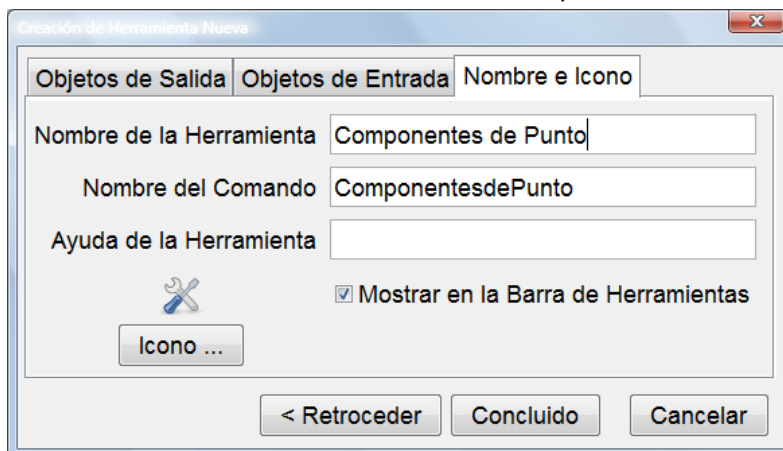 Creación de Herramienta Nueva
Objetos de Salida Objetos de Entrada Nombre e Icono
Nombre de la Herramienta Componentes de Punto
Nombre del Comando ComponentesdePunto
Ayuda de la Herramienta
Mostrar en la Barra de Herramientas
Icono ...
< Retroceder Concluido Cancelar